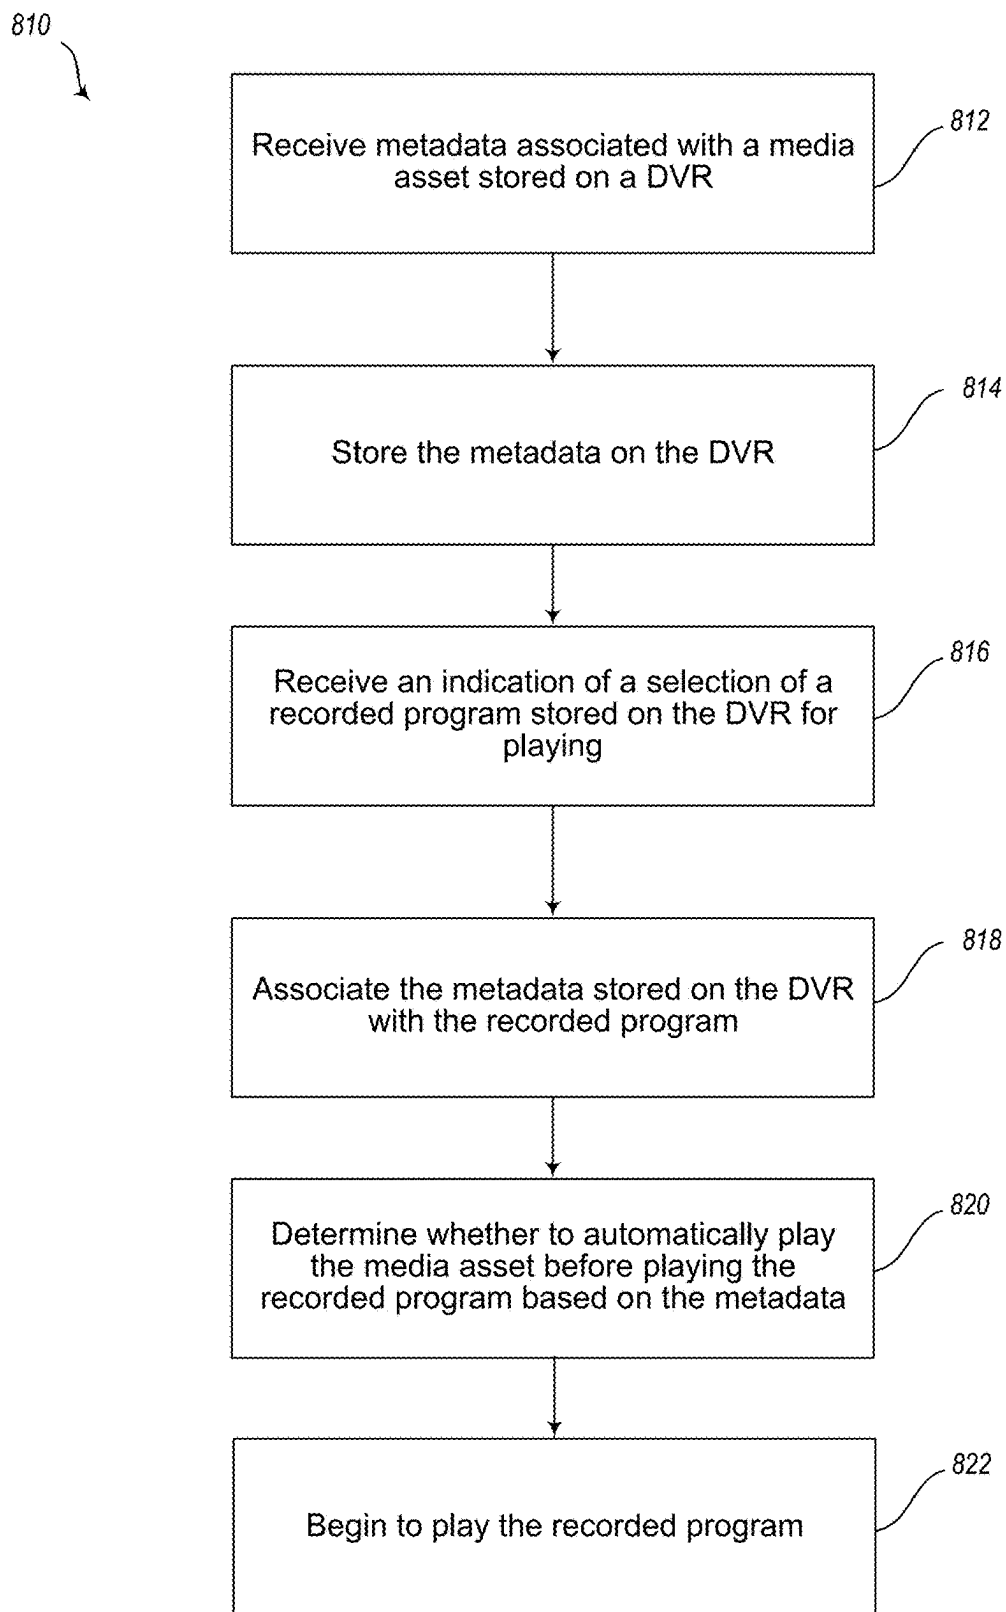 810
812
Receive metadata associated with a media
asset stored on a DVR
814
Store the metadata on the DVR
816
Receive an indication of a selection of a
recorded program stored on the DVR for
playing
818
Associate the metadata stored on the DVR
with the recorded program
820
Determine whether to automatically play
the media asset before playing the
recorded program based on the metadata
822
Begin to play the recorded program